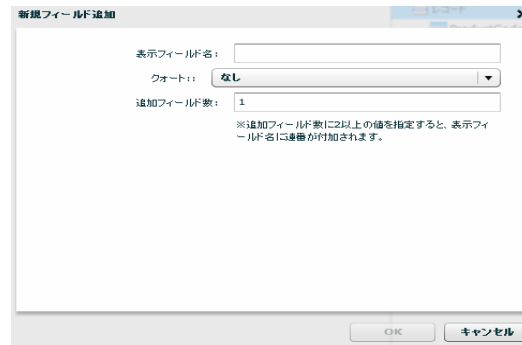 新規フィールド追加
レコード
表示フィールド名:
クォート::
なし
追加フィールド数:
1
※追加フィールド数に2以上の値を指定すると、表示フィ
ールド名に連番が付加されます。
OK
キャンセル